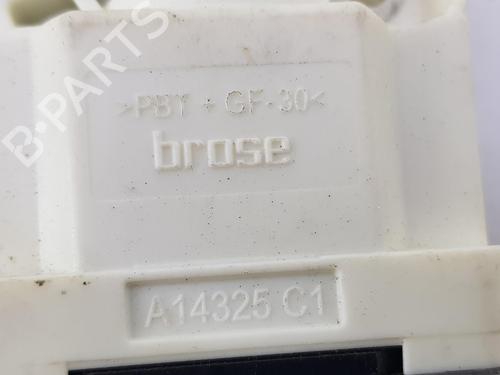 B-PARTS
>PBT + GF-30<
brose
A14325 C1